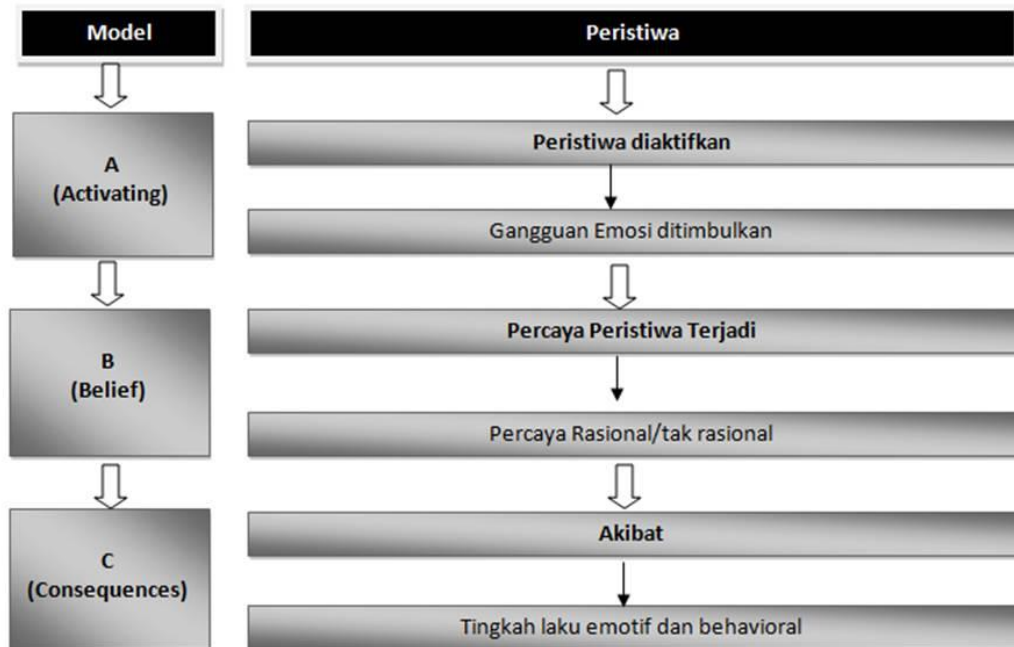 Model
Peristiwa
A
(Activating)
Peristiwa diaktifkan
Gangguan Emosi ditimbulkan
B
(Belief)
Percaya Peristiwa Terjadi
Percaya Rasional/tak rasional
C
(Consequences)
Akibat
Tingkah laku emotif dan behavioral